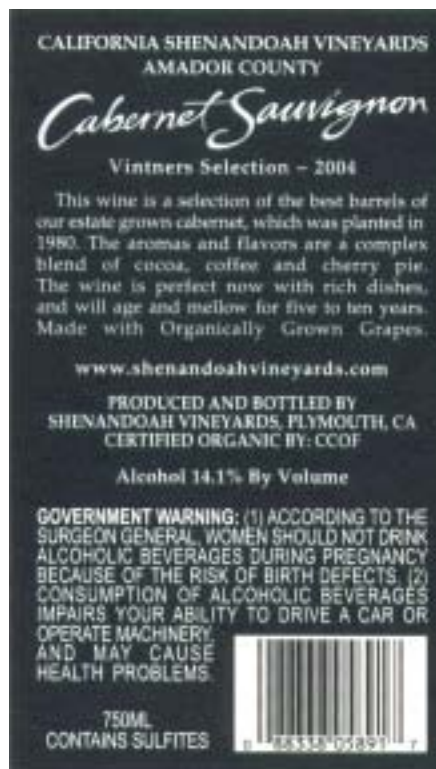 CALIFORNIA SHENANDOAH VINEYARDS
AMADOR COUNTY
Cabernet Sauvignon
Vintners Selection – 2004
This wine is a selection of the best barrels of
our estate grown cabernet, which was planted in
1980. The aromas and flavors are a complex
blend of cocoa, coffee and cherry pie.
The wine is perfect now with rich dishes,
and will age and mellow for five to ten years.
Made with Organically Grown Grapes.
www.shenandoahvineyards.com
PRODUCED AND BOTTLED BY
SHENANDOAH VINEYARDS, PLYMOUTH, CA
CERTIFIED ORGANIC BY: CCOF
Alcohol 14.1% By Volume
GOVERNMENT WARNING: (1) ACCORDING TO THE
SURGEON GENERAL, WOMEN SHOULD NOT DRINK
ALCOHOLIC BEVERAGES DURING PREGNANCY
BECAUSE OF THE RISK OF BIRTH DEFECTS. (2)
CONSUMPTION OF ALCOHOLIC BEVERAGES
IMPAIRS YOUR ABILITY TO DRIVE A CAR OR
OPERATE MACHINERY,
AND MAY CAUSE
HEALTH PROBLEMS.
750ML
CONTAINS SULFITES
0 7